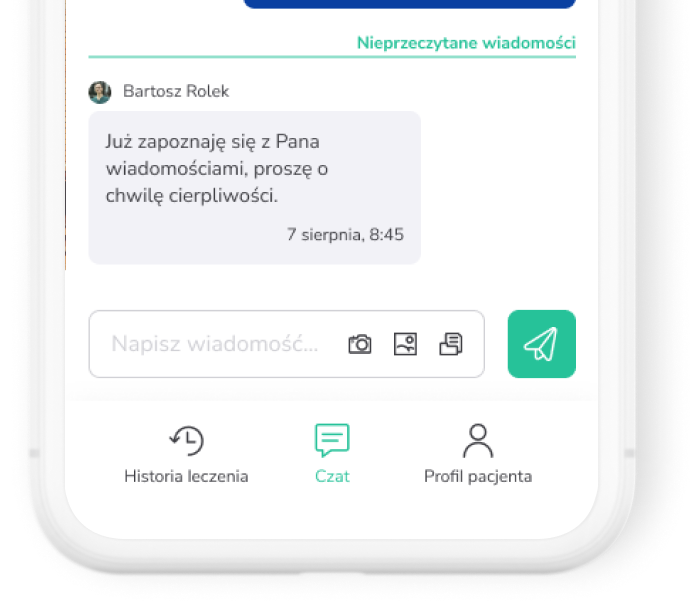 Nieprzeczytane wiadomości
Bartosz Rolek
Już zapoznaję się z Pana
wiadomościami, proszę o
chwilę cierpliwości.
7 sierpnia, 8:45
Napisz wiadomość...
Historia leczenia
Czat
Profil pacjenta